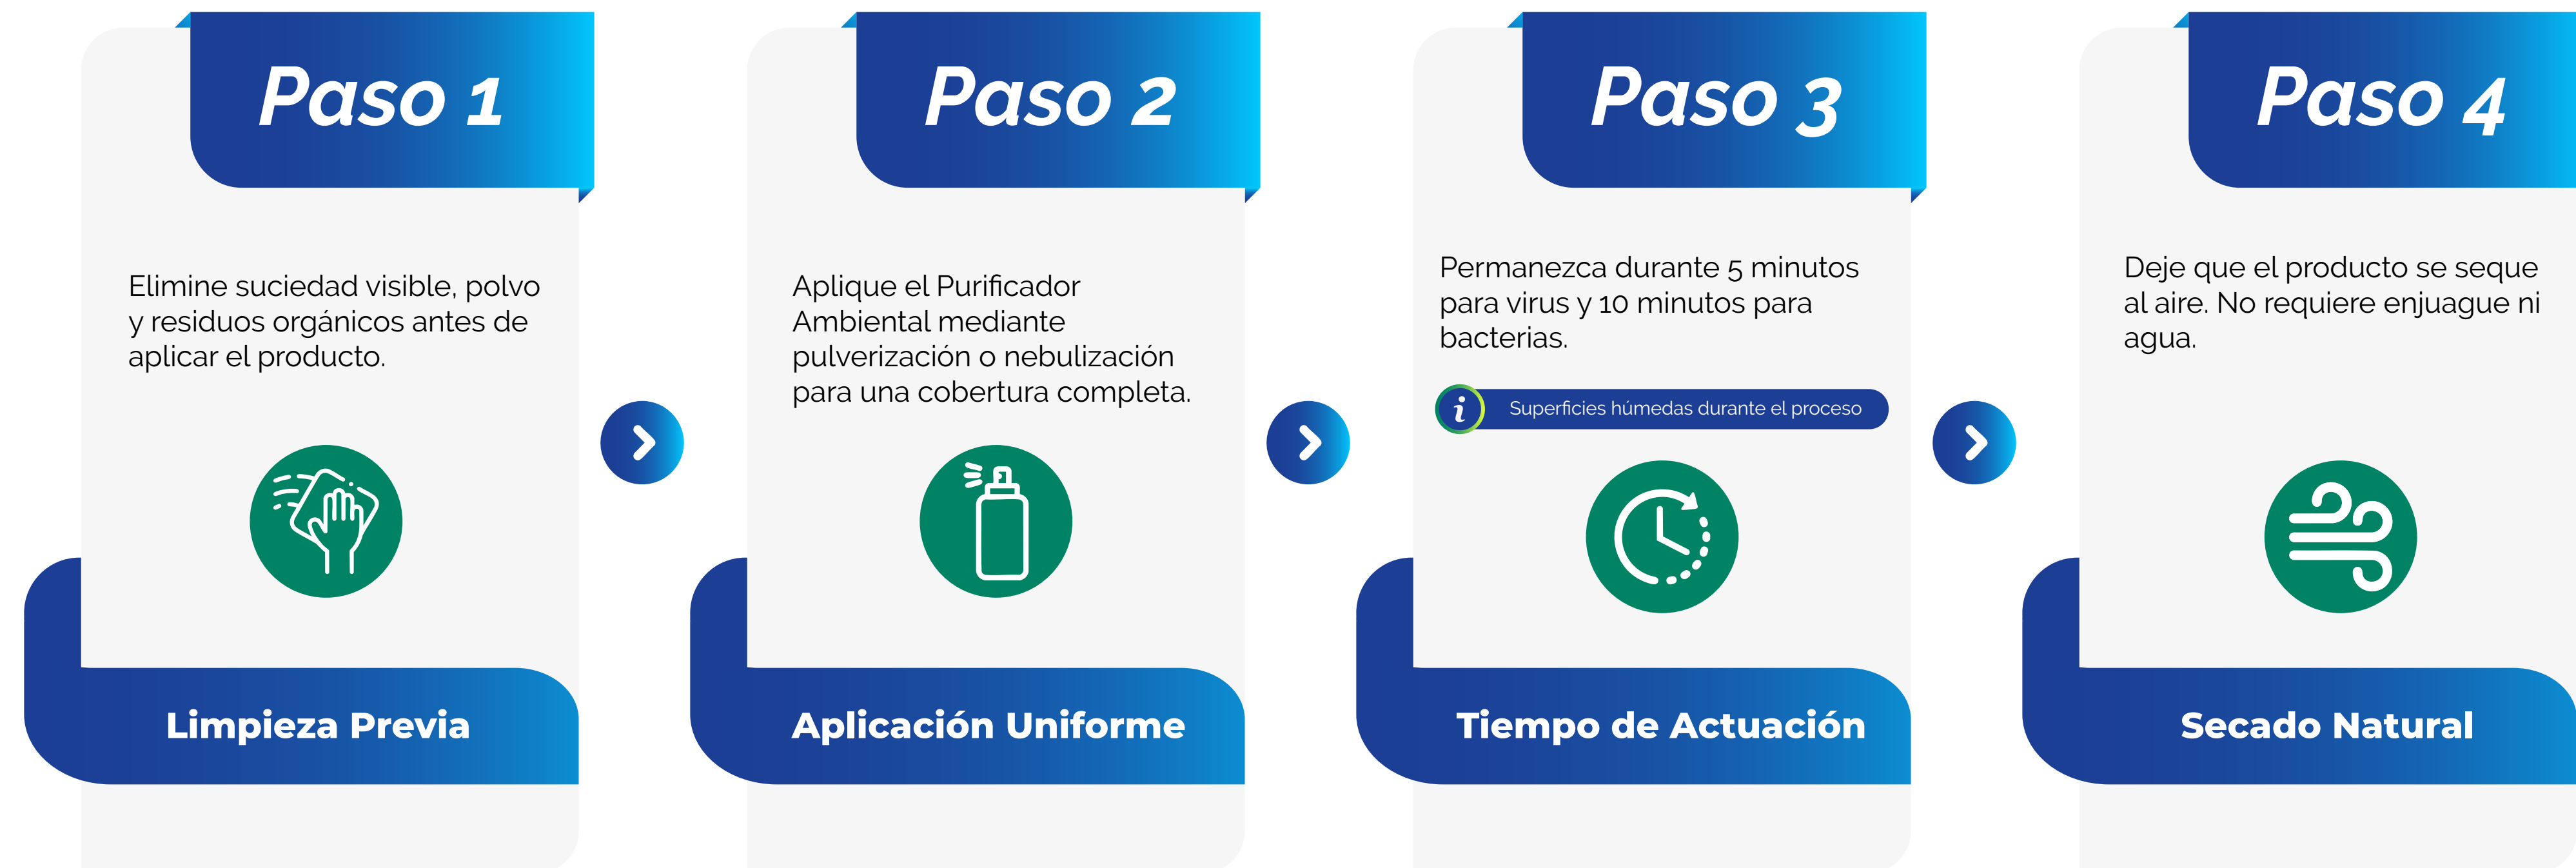 Paso 1
Elimine suciedad visible, polvo
y residuos orgánicos antes de
aplicar el producto.
Limpieza Previa
Paso 2
Aplique el Purificador
Ambiental mediante
pulverización o nebulización
para una cobertura completa.
Aplicación Uniforme
Paso 3
Permanezca durante 5 minutos
para virus y 10 minutos para
bacterias.
i Superficies húmedas durante el proceso
Tiempo de Actuación
Paso 4
Deje que el producto se seque
al aire. No requiere enjuague ni
agua.
Secado Natural